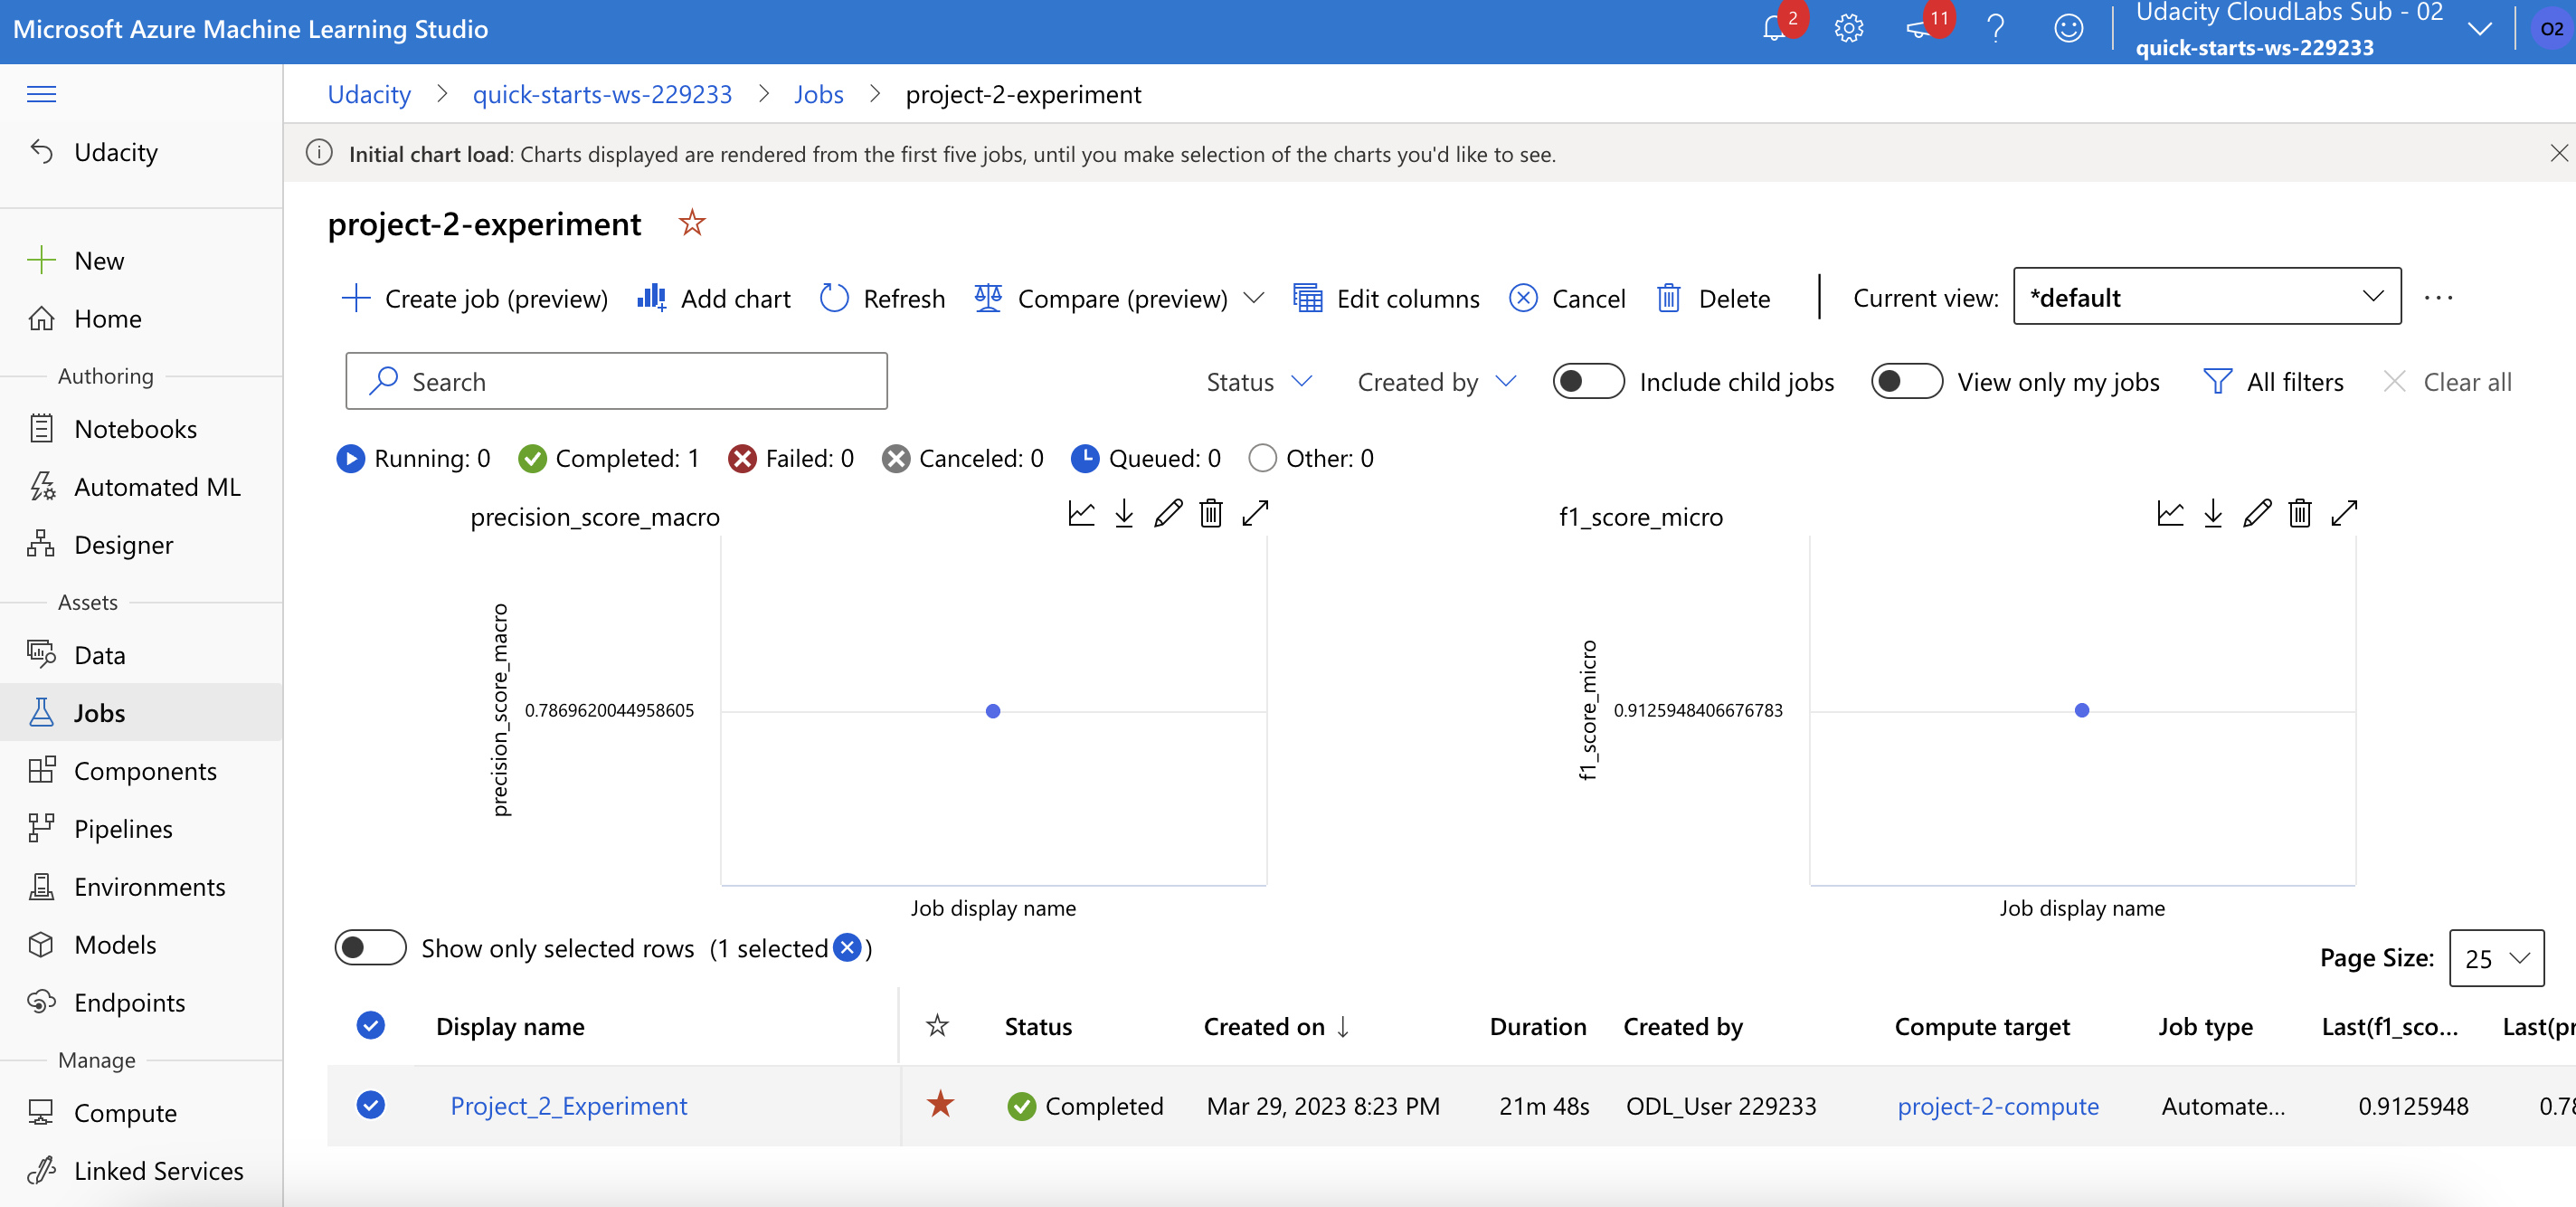 Microsoft Azure Machine Learning Studio
2
11
Udacity CloudLabs Sub - 02
quick-starts-ws-229233
O2
Udacity
New
Home
Authoring
Notebooks
Automated ML
Designer
Assets
Data
Jobs
Components
Pipelines
Environments
Models
Endpoints
Manage
Compute
Linked Services
Udacity > quick-starts-ws-229233 > Jobs > project-2-experiment
Initial chart load: Charts displayed are rendered from the first five jobs, until you make selection of the charts you'd like to see.
project-2-experiment
Create job (preview) Add chart Refresh Compare (preview) Edit columns Cancel Delete Current view: *default ...
Search Status Created by Include child jobs View only my jobs All filters Clear all
Running: 0 Completed: 1 Failed: 0 Canceled: 0 Queued: 0 Other: 0
precision_score_macro
precision_score_macro
0.7869620044958605
Job display name
f1_score_micro
f1_score_micro
0.9125948406676783
Job display name
Show only selected rows (1 selected )
Page Size: 25
Display name Status Created on ↓ Duration Created by Compute target Job type Last(f1_sco... Last(pr
Project_2_Experiment Completed Mar 29, 2023 8:23 PM 21m 48s ODL_User 229233 project-2-compute Automate... 0.9125948 0.78